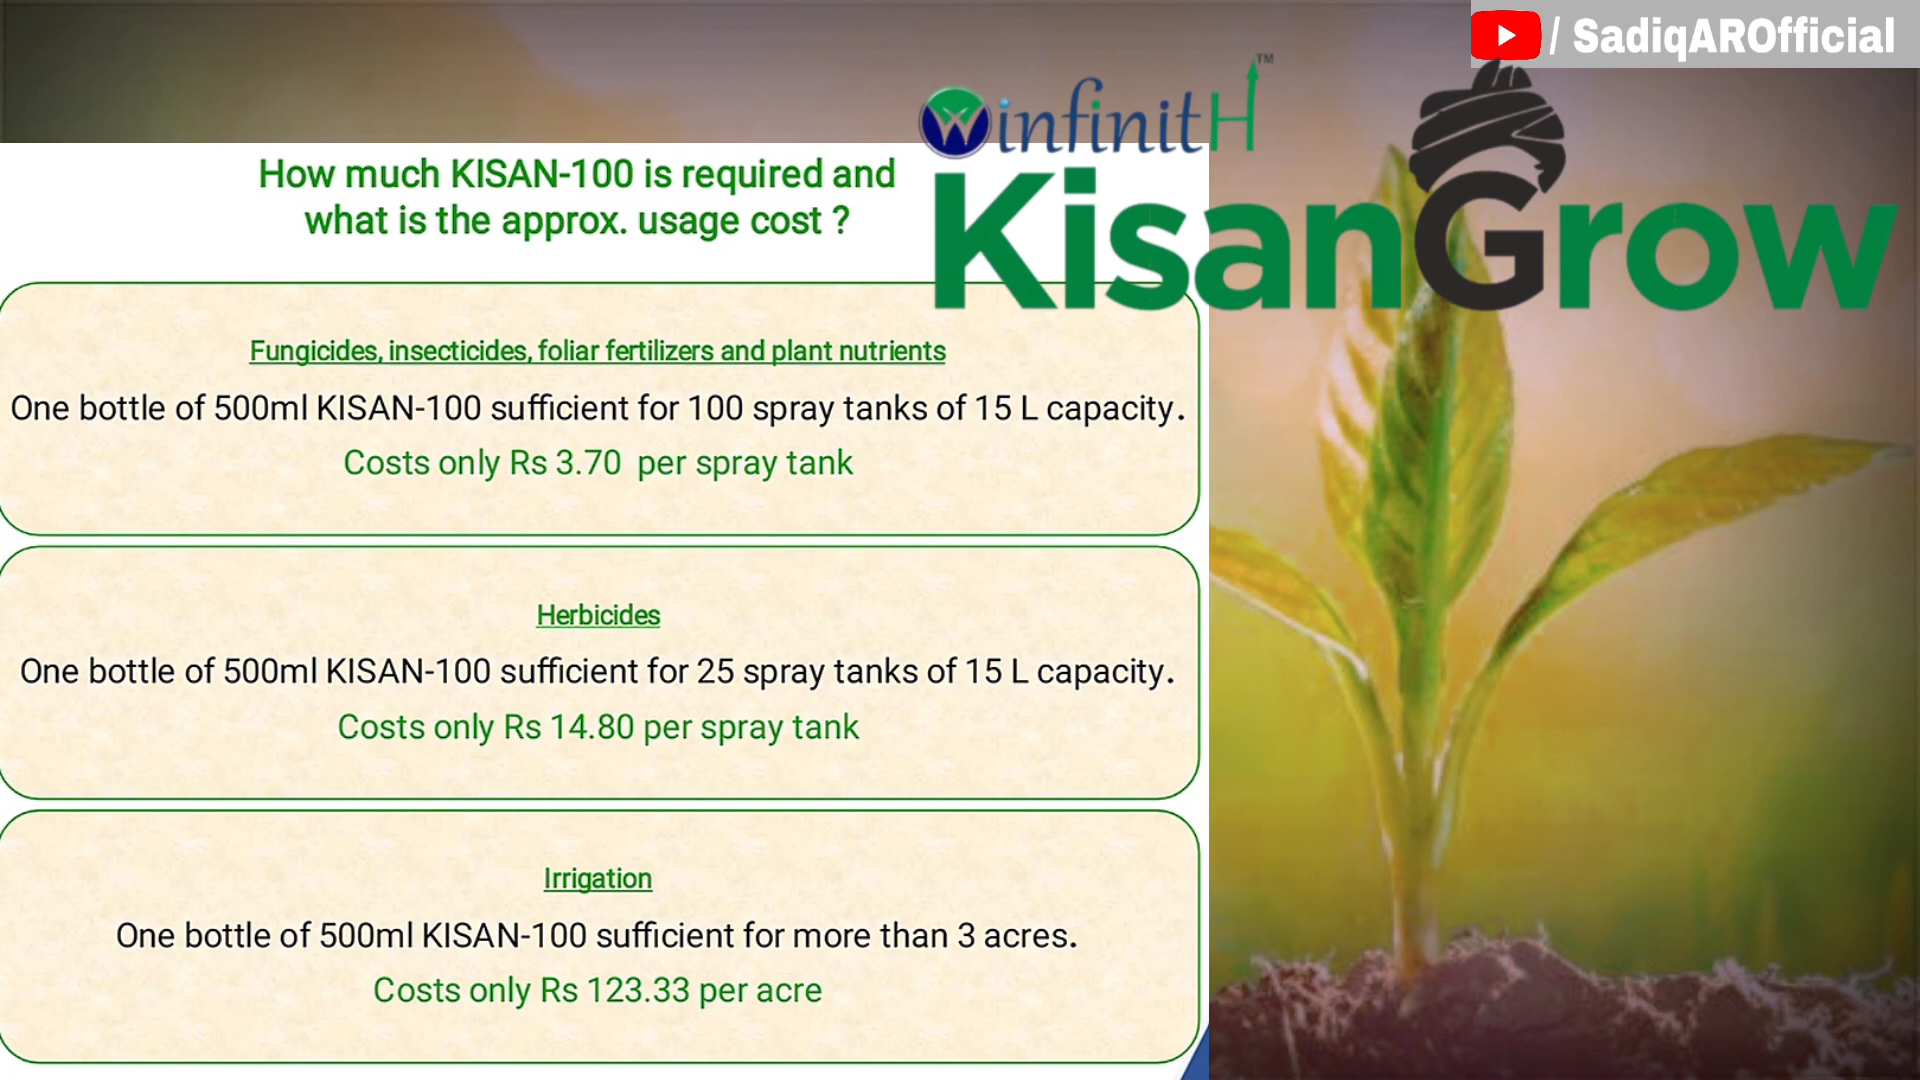 / SadiqAROfficial
WinfinitH™
KisanGrow
How much KISAN-100 is required and
what is the approx. usage cost ?
Fungicides, insecticides, foliar fertilizers and plant nutrients
One bottle of 500ml KISAN-100 sufficient for 100 spray tanks of 15 L capacity.
Costs only Rs 3.70 per spray tank
Herbicides
One bottle of 500ml KISAN-100 sufficient for 25 spray tanks of 15 L capacity.
Costs only Rs 14.80 per spray tank
Irrigation
One bottle of 500ml KISAN-100 sufficient for more than 3 acres.
Costs only Rs 123.33 per acre